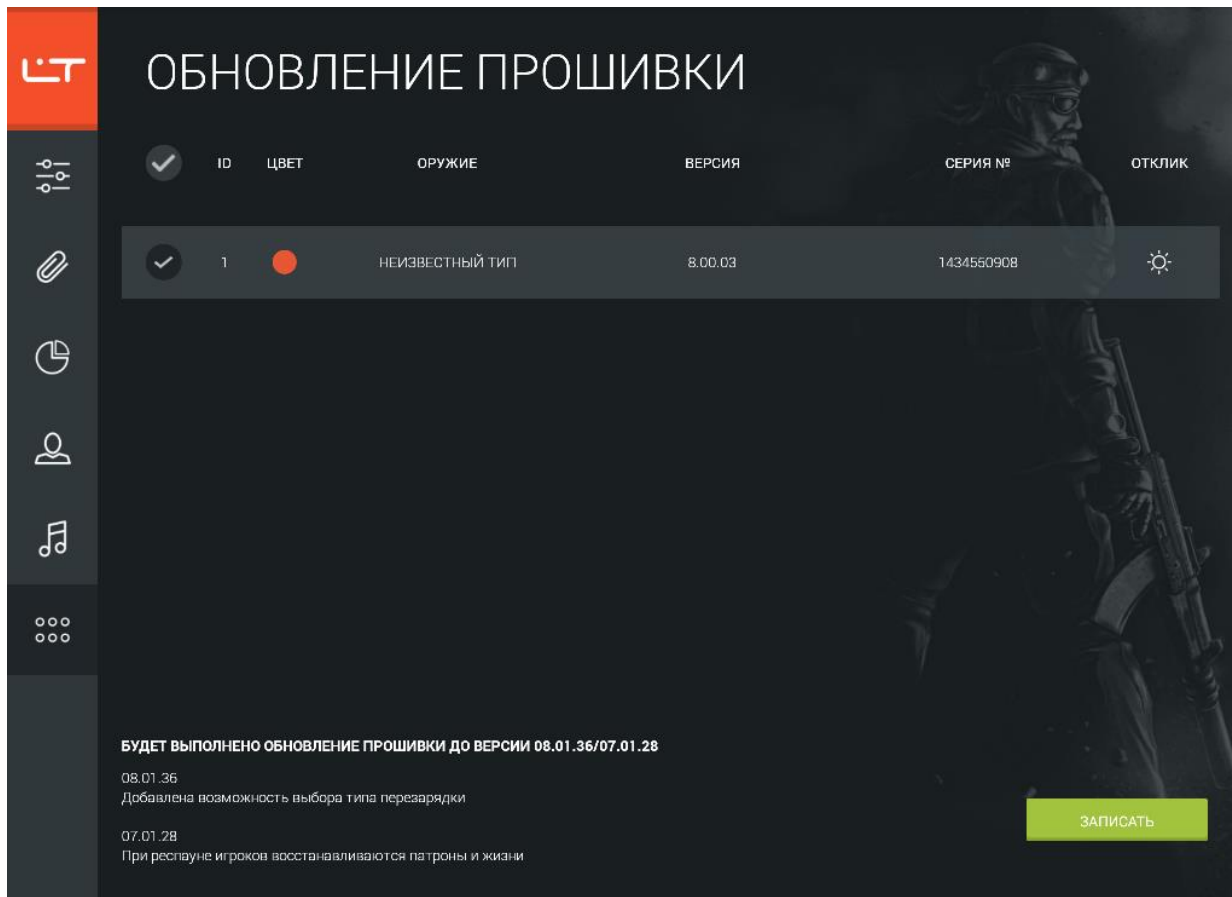 ОБНОВЛЕНИЕ ПРОШИВКИ
ID ЦВЕТ ОРУЖИЕ ВЕРСИЯ СЕРИЯ № ОТКЛИК
1 НЕИЗВЕСТНЫЙ ТИП 8.00.03 1434550908
БУДЕТ ВЫПОЛНЕНО ОБНОВЛЕНИЕ ПРОШИВКИ ДО ВЕРСИИ 08.01.36/07.01.28
08.01.36
Добавлена возможность выбора типа перезарядки
07.01.28
При респауне игроков восстанавливаются патроны и жизни
ЗАПИСАТЬ